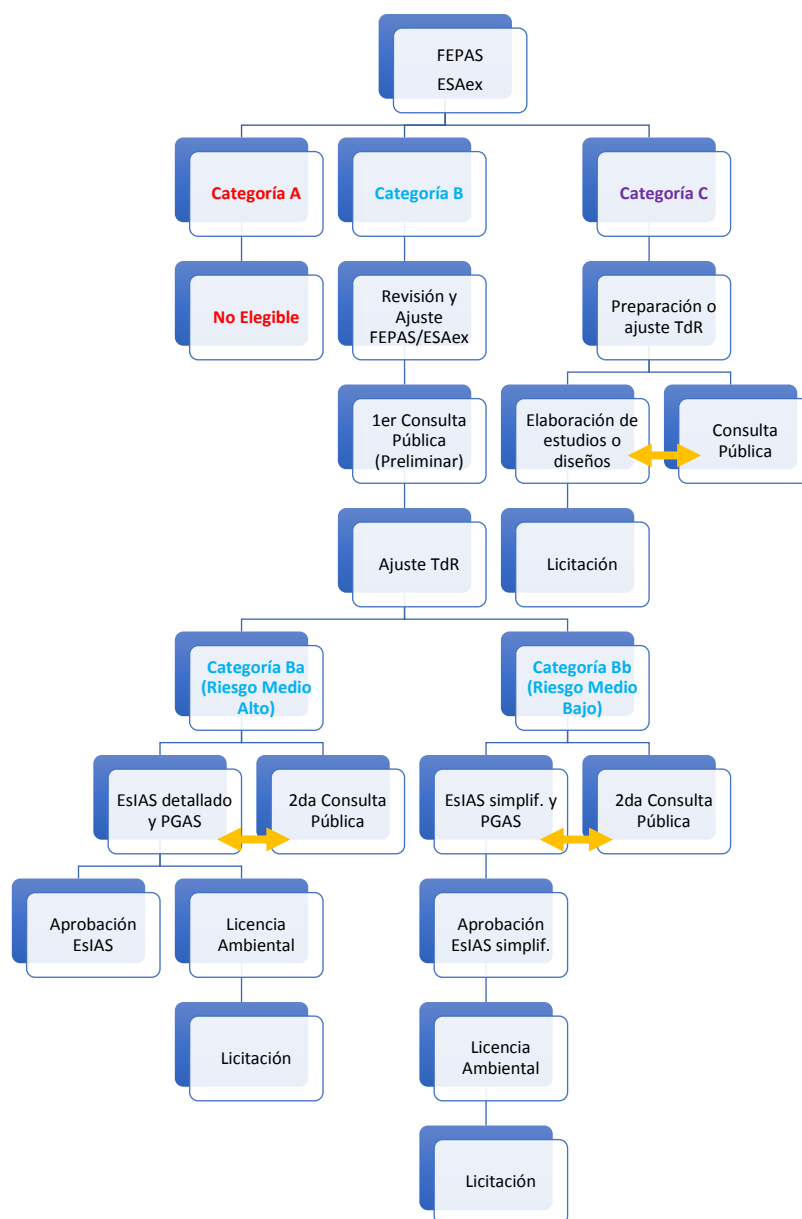 FEPAS
ESAex
Categoría A
Categoría B
Categoría C
No Elegible
Revisión y
Ajuste
FEPAS/ESAex
Preparación o
ajuste TdR
1er Consulta
Pública
(Preliminar)
Elaboración de
estudios o
diseños
Consulta
Pública
Ajuste TdR
Licitación
Categoría Ba
(Riesgo Medio
Alto)
Categoría Bb
(Riesgo Medio
Bajo)
EsIAS detallado
y PGAS
2da Consulta
Pública
EsIAS simplif. y
PGAS
2da Consulta
Pública
Aprobación
EsIAS
Licencia
Ambiental
Aprobación
EsIAS simplif.
Licitación
Licencia
Ambiental
Licitación